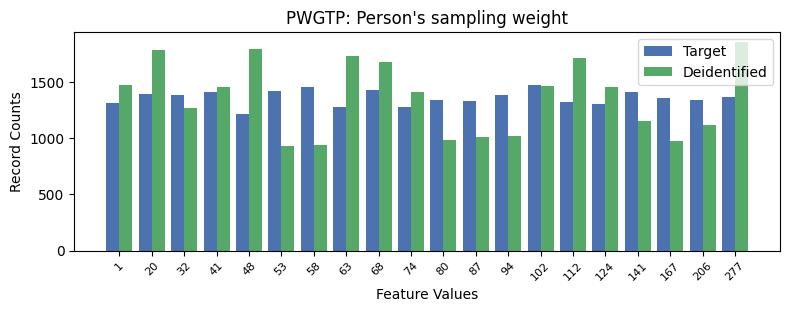 PWGTP: Person's sampling weight
Target
Deidentified
Record Counts
1500
1000
500
0
1 20 32 41 48 53 58 63 68 74 80 87 94 102 112 124 141 167 206 277
Feature Values